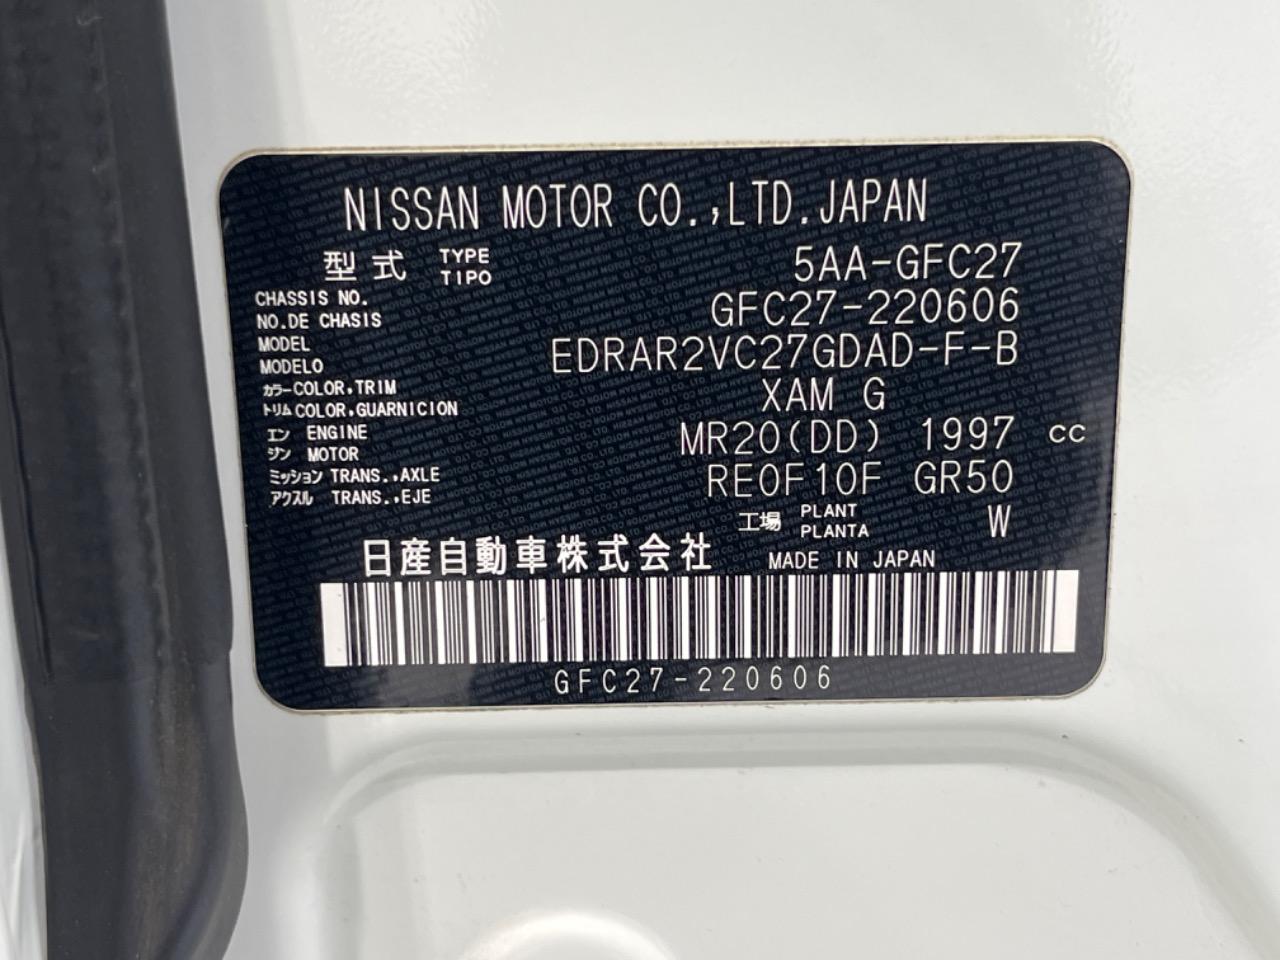 NISSAN MOTOR CO.,LTD.JAPAN
型式 TYPE TIPO 5AA-GFC27
CHASSIS NO. NO.DE CHASIS GFC27-220606
MODEL MODELO EDRAR2VC27GDAD-F-B
カラー COLOR,TRIM トリム COLOR,GUARNICION XAM G
エンジン ENGINE MOTOR MR20(DD) 1997 cc
ミッション アクスル TRANS.,AXLE TRANS.,EJE RE0F10F GR50
工場 PLANT PLANTA W
日産自動車株式会社 MADE IN JAPAN
GFC27-220606